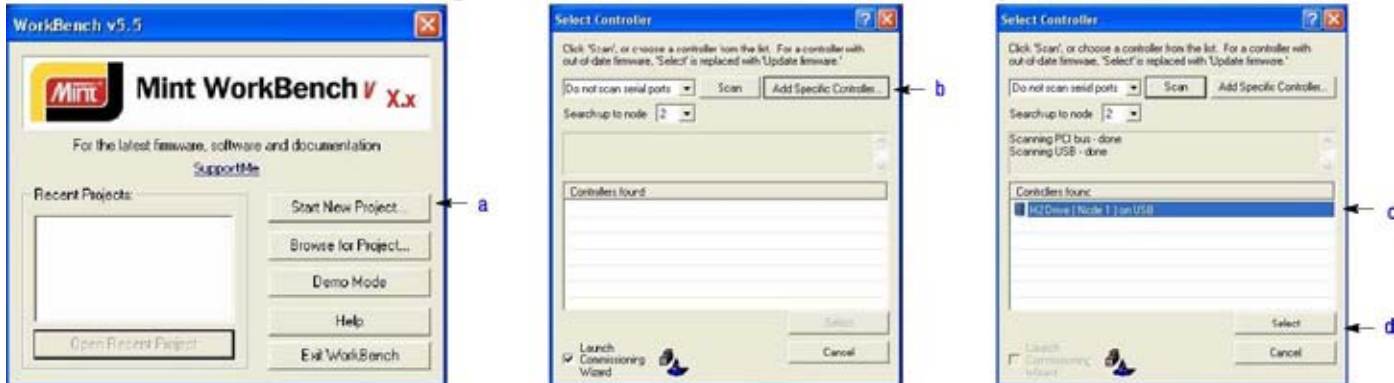 WorkBench v5.5
Mint
Mint WorkBench V X.x
For the latest firmware, software and documentation
SupportMe
Recent Projects:
Start New Project...
Browse for Project...
Demo Mode
Help
Open Recent Project
Exit WorkBench
a
Select Controller
Click 'Scan', or choose a controller from the list. For a controller with
out-of-date firmware, 'Select' is replaced with 'Update firmware.'
Do not scan serial ports
Scan
Add Specific Controller...
b
Search up to node 2
Controllers found
Select
Launch
Commissioning
Wizard
Cancel
Select Controller
Click 'Scan', or choose a controller from the list. For a controller with
out-of-date firmware, 'Select' is replaced with 'Update firmware.'
Do not scan serial ports
Scan
Add Specific Controller...
Search up to node 2
Scanning PCI bus - done
Scanning USB - done
Controllers found
H2Drive ( Node 1 ) on USB
c
Select
d
Launch
Commissioning
Wizard
Cancel